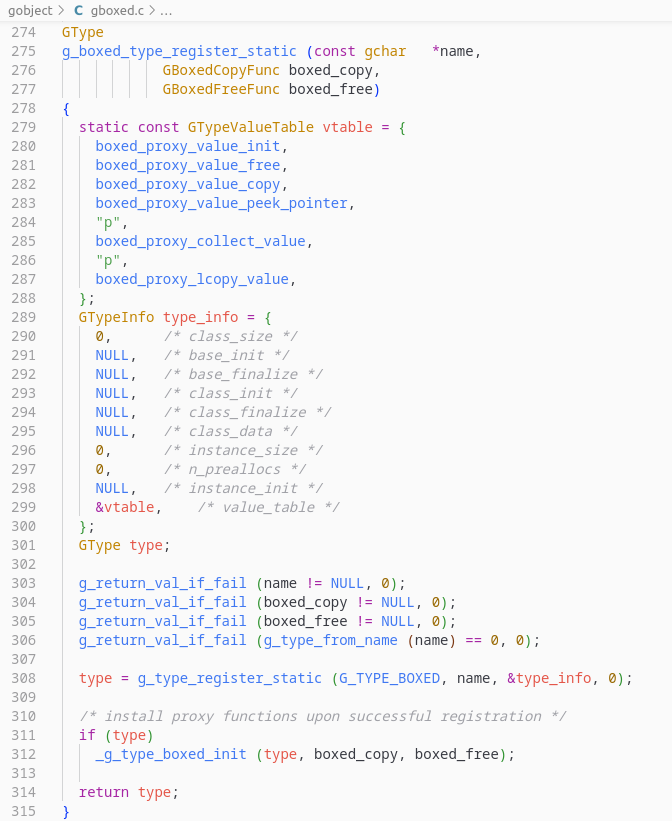 gobject > C gboxed.c > ...
274 GType
275 g_boxed_type_register_static (const gchar   *name,
276             GBoxedCopyFunc boxed_copy,
277             GBoxedFreeFunc boxed_free)
278 {
279   static const GTypeValueTable vtable = {
280     boxed_proxy_value_init,
281     boxed_proxy_value_free,
282     boxed_proxy_value_copy,
283     boxed_proxy_value_peek_pointer,
284     "p",
285     boxed_proxy_collect_value,
286     "p",
287     boxed_proxy_lcopy_value,
288   };
289   GTypeInfo type_info = {
290     0,      /* class_size */
291     NULL,   /* base_init */
292     NULL,   /* base_finalize */
293     NULL,   /* class_init */
294     NULL,   /* class_finalize */
295     NULL,   /* class_data */
296     0,      /* instance_size */
297     0,      /* n_preallocs */
298     NULL,   /* instance_init */
299     &vtable,    /* value_table */
300   };
301   GType type;
302
303   g_return_val_if_fail (name != NULL, 0);
304   g_return_val_if_fail (boxed_copy != NULL, 0);
305   g_return_val_if_fail (boxed_free != NULL, 0);
306   g_return_val_if_fail (g_type_from_name (name) == 0, 0);
307
308   type = g_type_register_static (G_TYPE_BOXED, name, &type_info, 0);
309
310   /* install proxy functions upon successful registration */
311   if (type)
312     _g_type_boxed_init (type, boxed_copy, boxed_free);
313
314   return type;
315 }